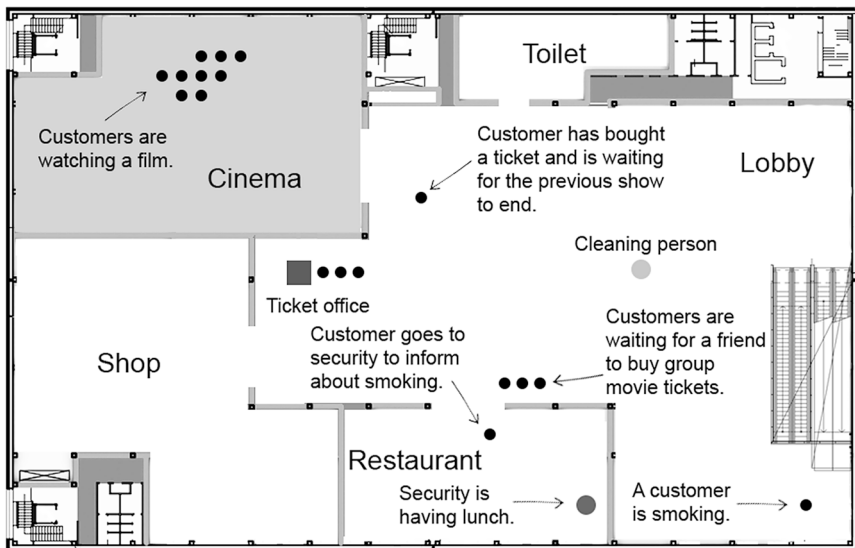 Toilet
Customers are
watching a film.
Cinema
Customer has bought
a ticket and is waiting
for the previous show
to end.
Lobby
Cleaning person
Ticket office
Customer goes to
security to inform
about smoking.
Customers are
waiting for a friend
to buy group
movie tickets.
Shop
Restaurant
Security is
having lunch.
A customer
is smoking.